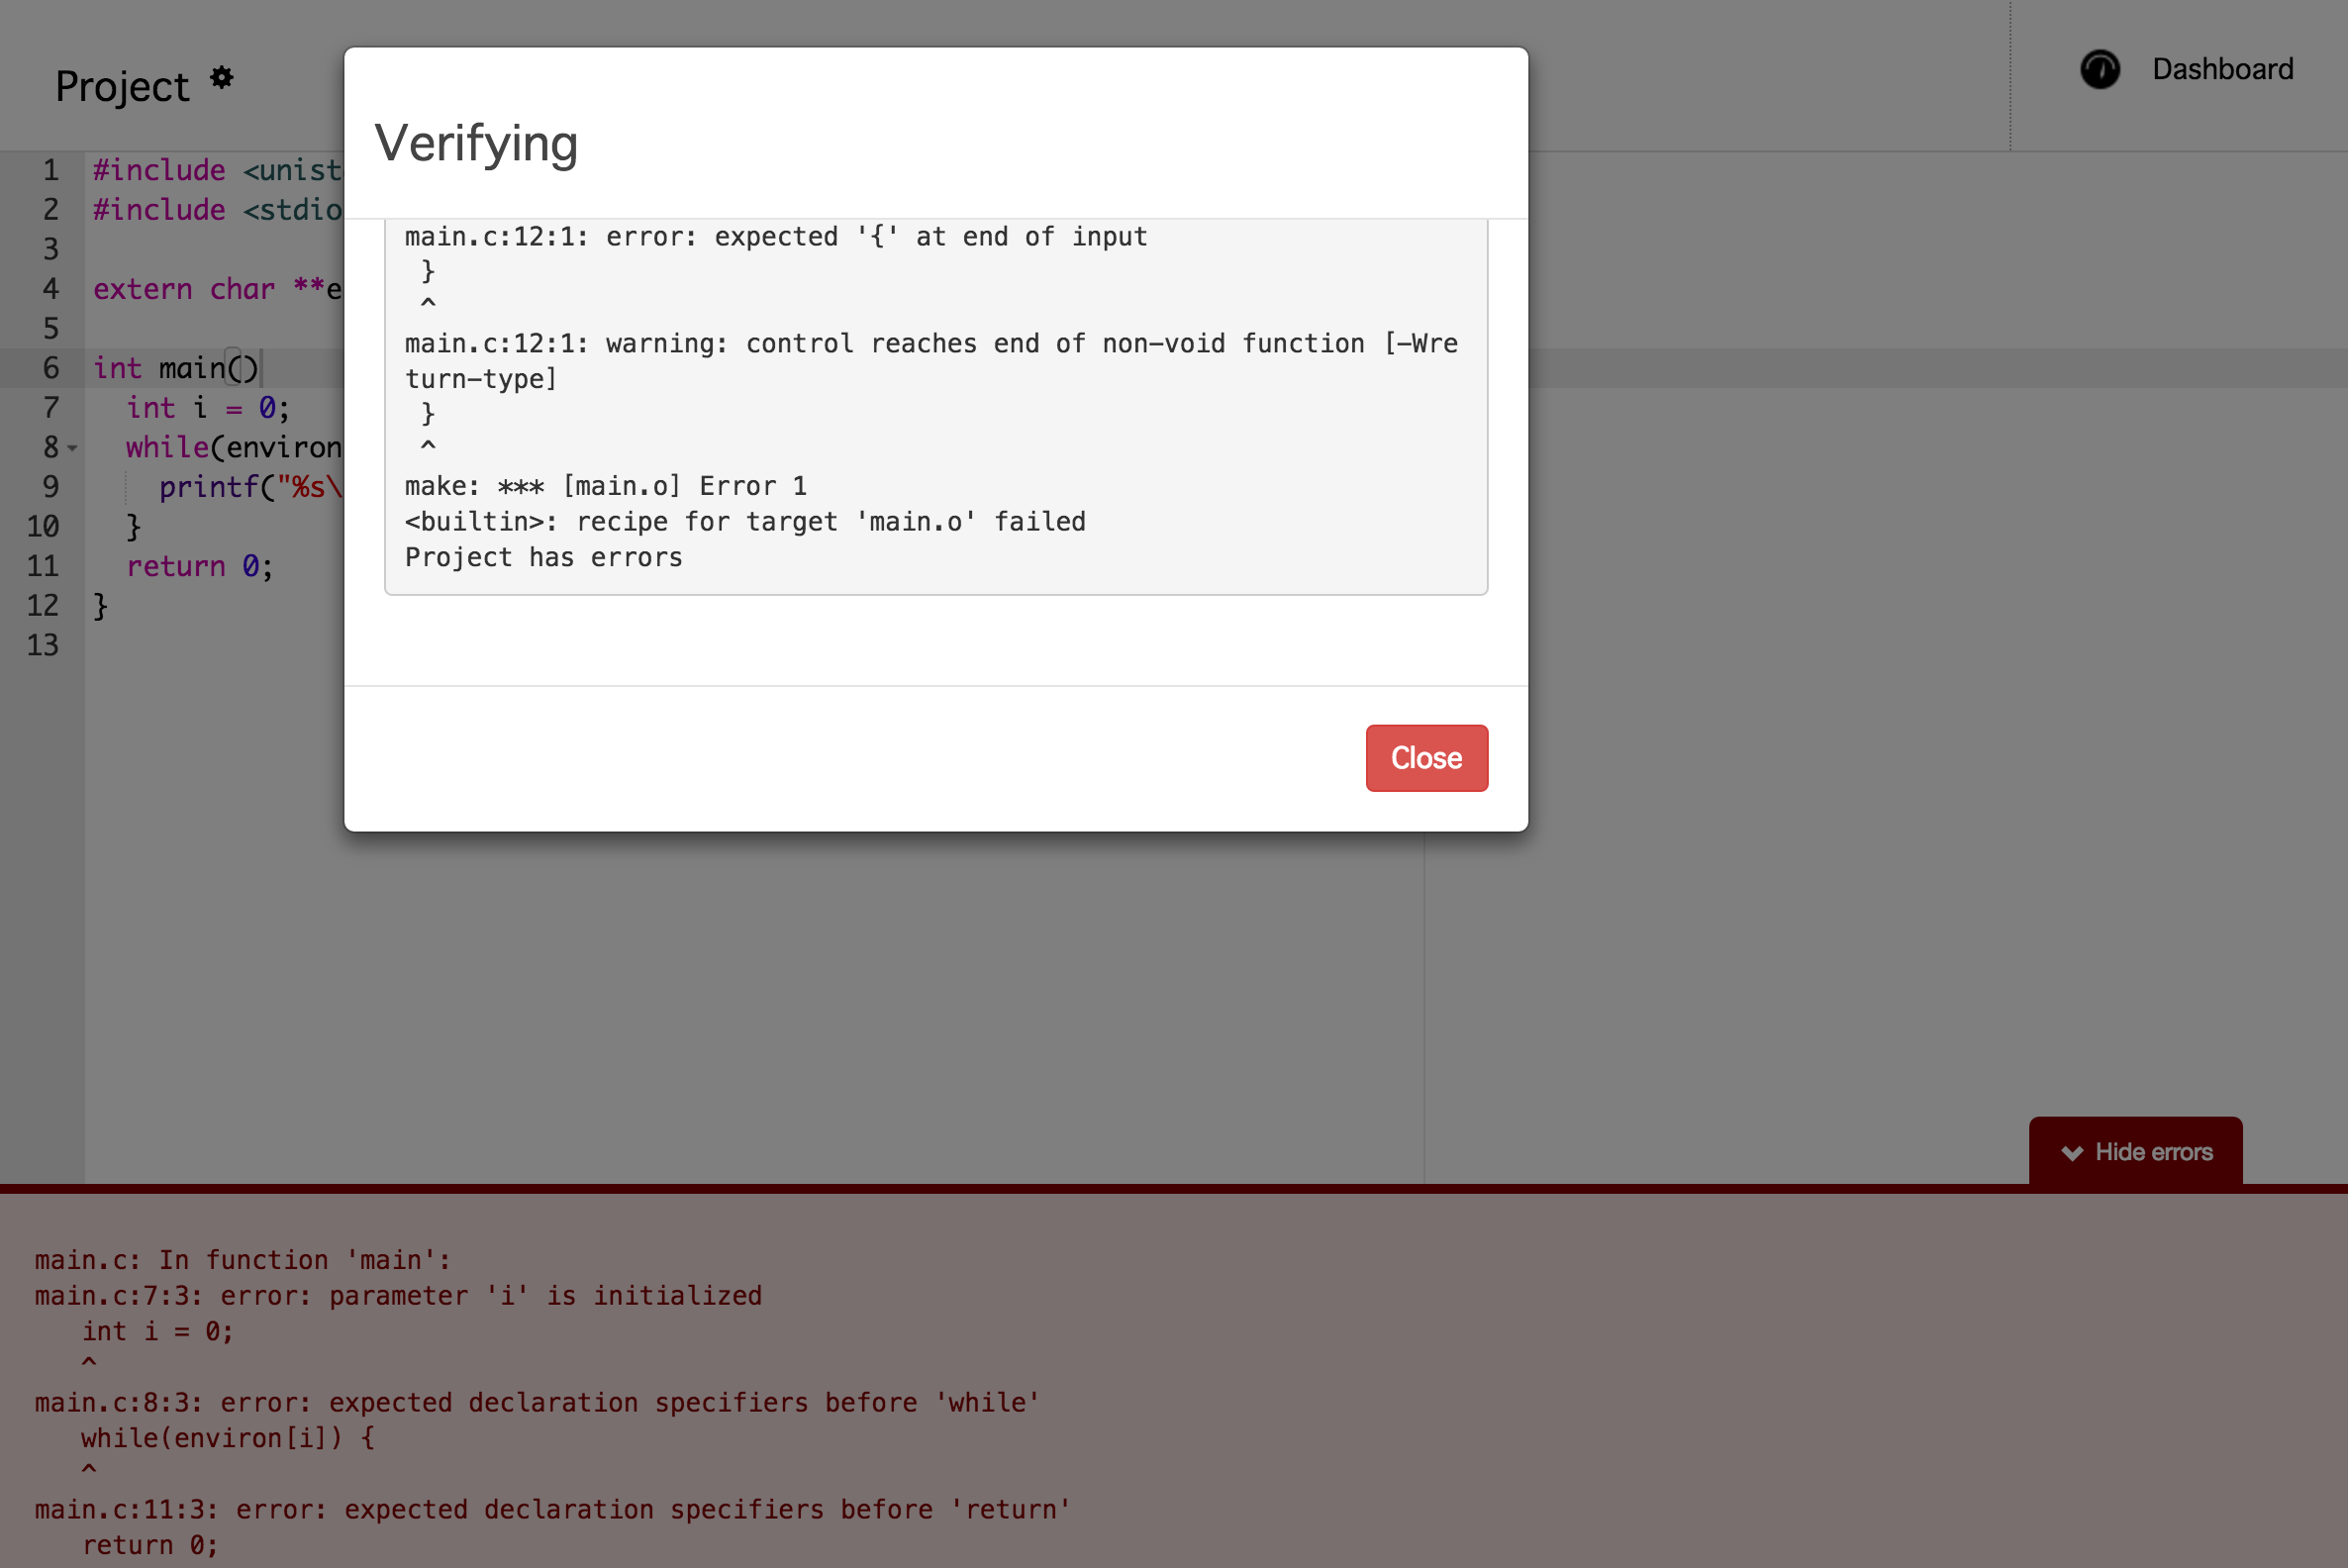 Project
Dashboard
Verifying
1 #include <unist
2 #include <stdio
3
4 extern char **e
5
6 int main()
7 int i = 0;
8 while(environ
9 printf("%s\
10 }
11 return 0;
12 }
13
main.c:12:1: error: expected '{' at end of input
}
^
main.c:12:1: warning: control reaches end of non-void function [-Wre
turn-type]
}
^
make: *** [main.o] Error 1
<builtin>: recipe for target 'main.o' failed
Project has errors
Close
Hide errors
main.c: In function 'main':
main.c:7:3: error: parameter 'i' is initialized
int i = 0;
^
main.c:8:3: error: expected declaration specifiers before 'while'
while(environ[i]) {
^
main.c:11:3: error: expected declaration specifiers before 'return'
return 0;